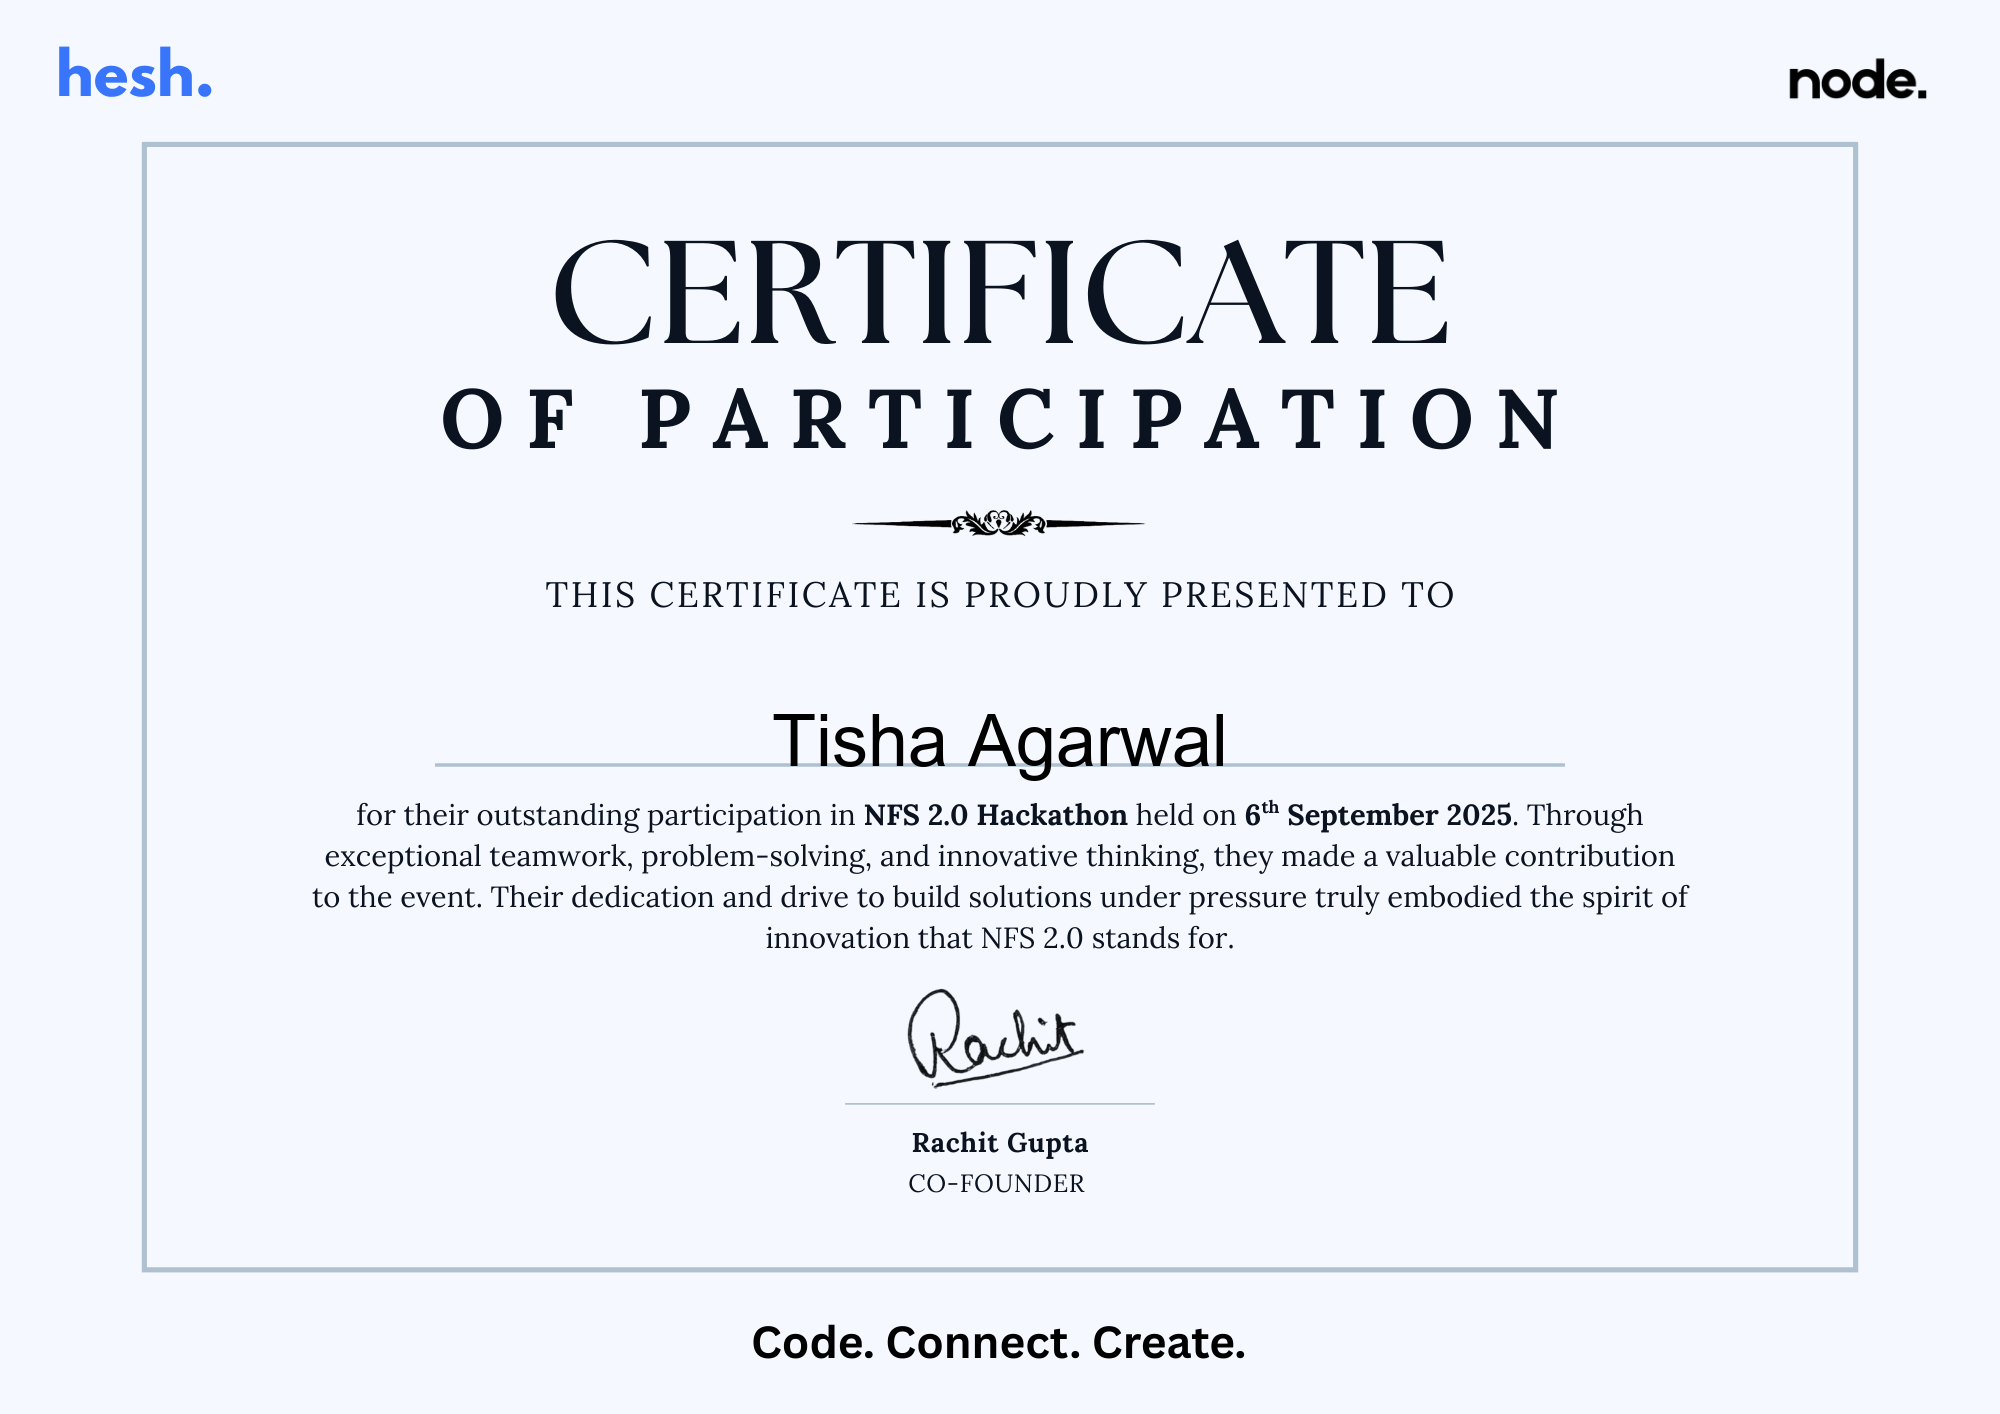 hesh.
node.
CERTIFICATE
OF PARTICIPATION
THIS CERTIFICATE IS PROUDLY PRESENTED TO
Tisha Agarwal
for their outstanding participation in NFS 2.0 Hackathon held on 6th September 2025. Through
exceptional teamwork, problem-solving, and innovative thinking, they made a valuable contribution
to the event. Their dedication and drive to build solutions under pressure truly embodied the spirit of
innovation that NFS 2.0 stands for.
Rachit
Rachit Gupta
CO-FOUNDER
Code. Connect. Create.